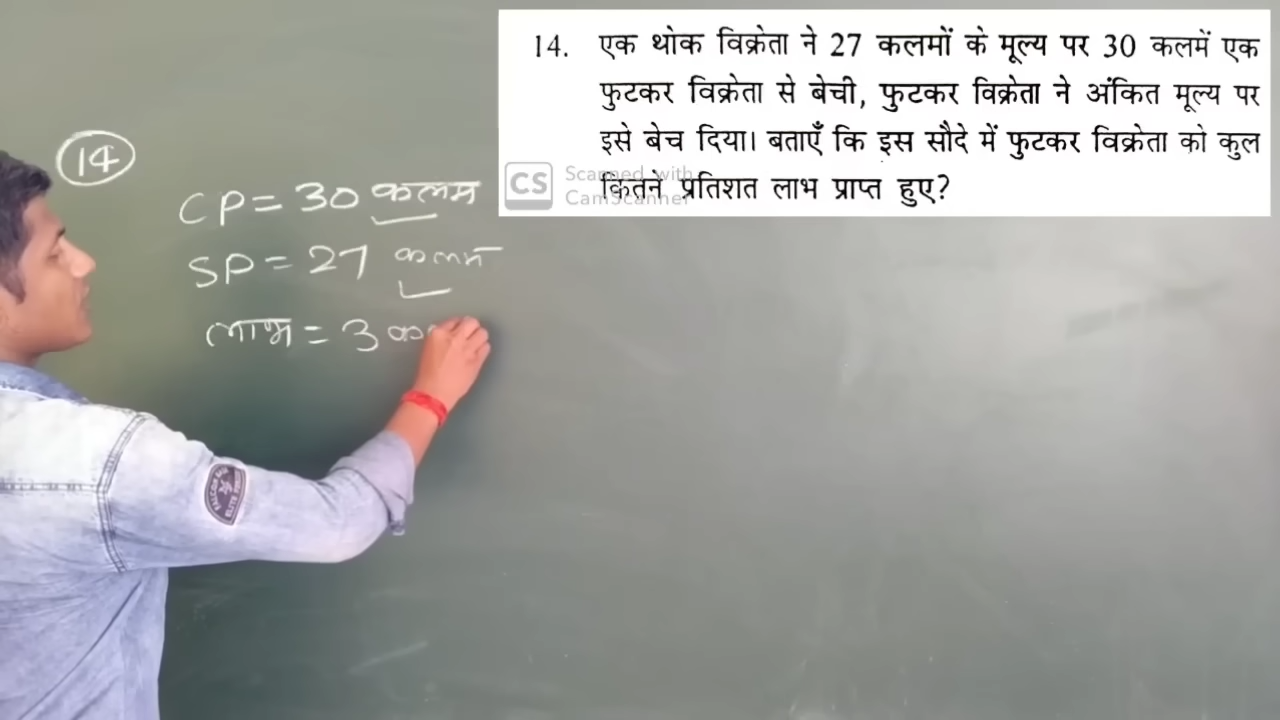 14. एक थोक विक्रेता ने 27 कलमों के मूल्य पर 30 कलमें एक
फुटकर विक्रेता से बेची, फुटकर विक्रेता ने अंकित मूल्य पर
इसे बेच दिया। बताएँ कि इस सौदे में फुटकर विक्रेता को कुल
कितने प्रतिशत लाभ प्राप्त हुए?
CS Scanned with
CamScanner
14
CP = 30 कलम
SP = 27 कलम
लाभ = 3